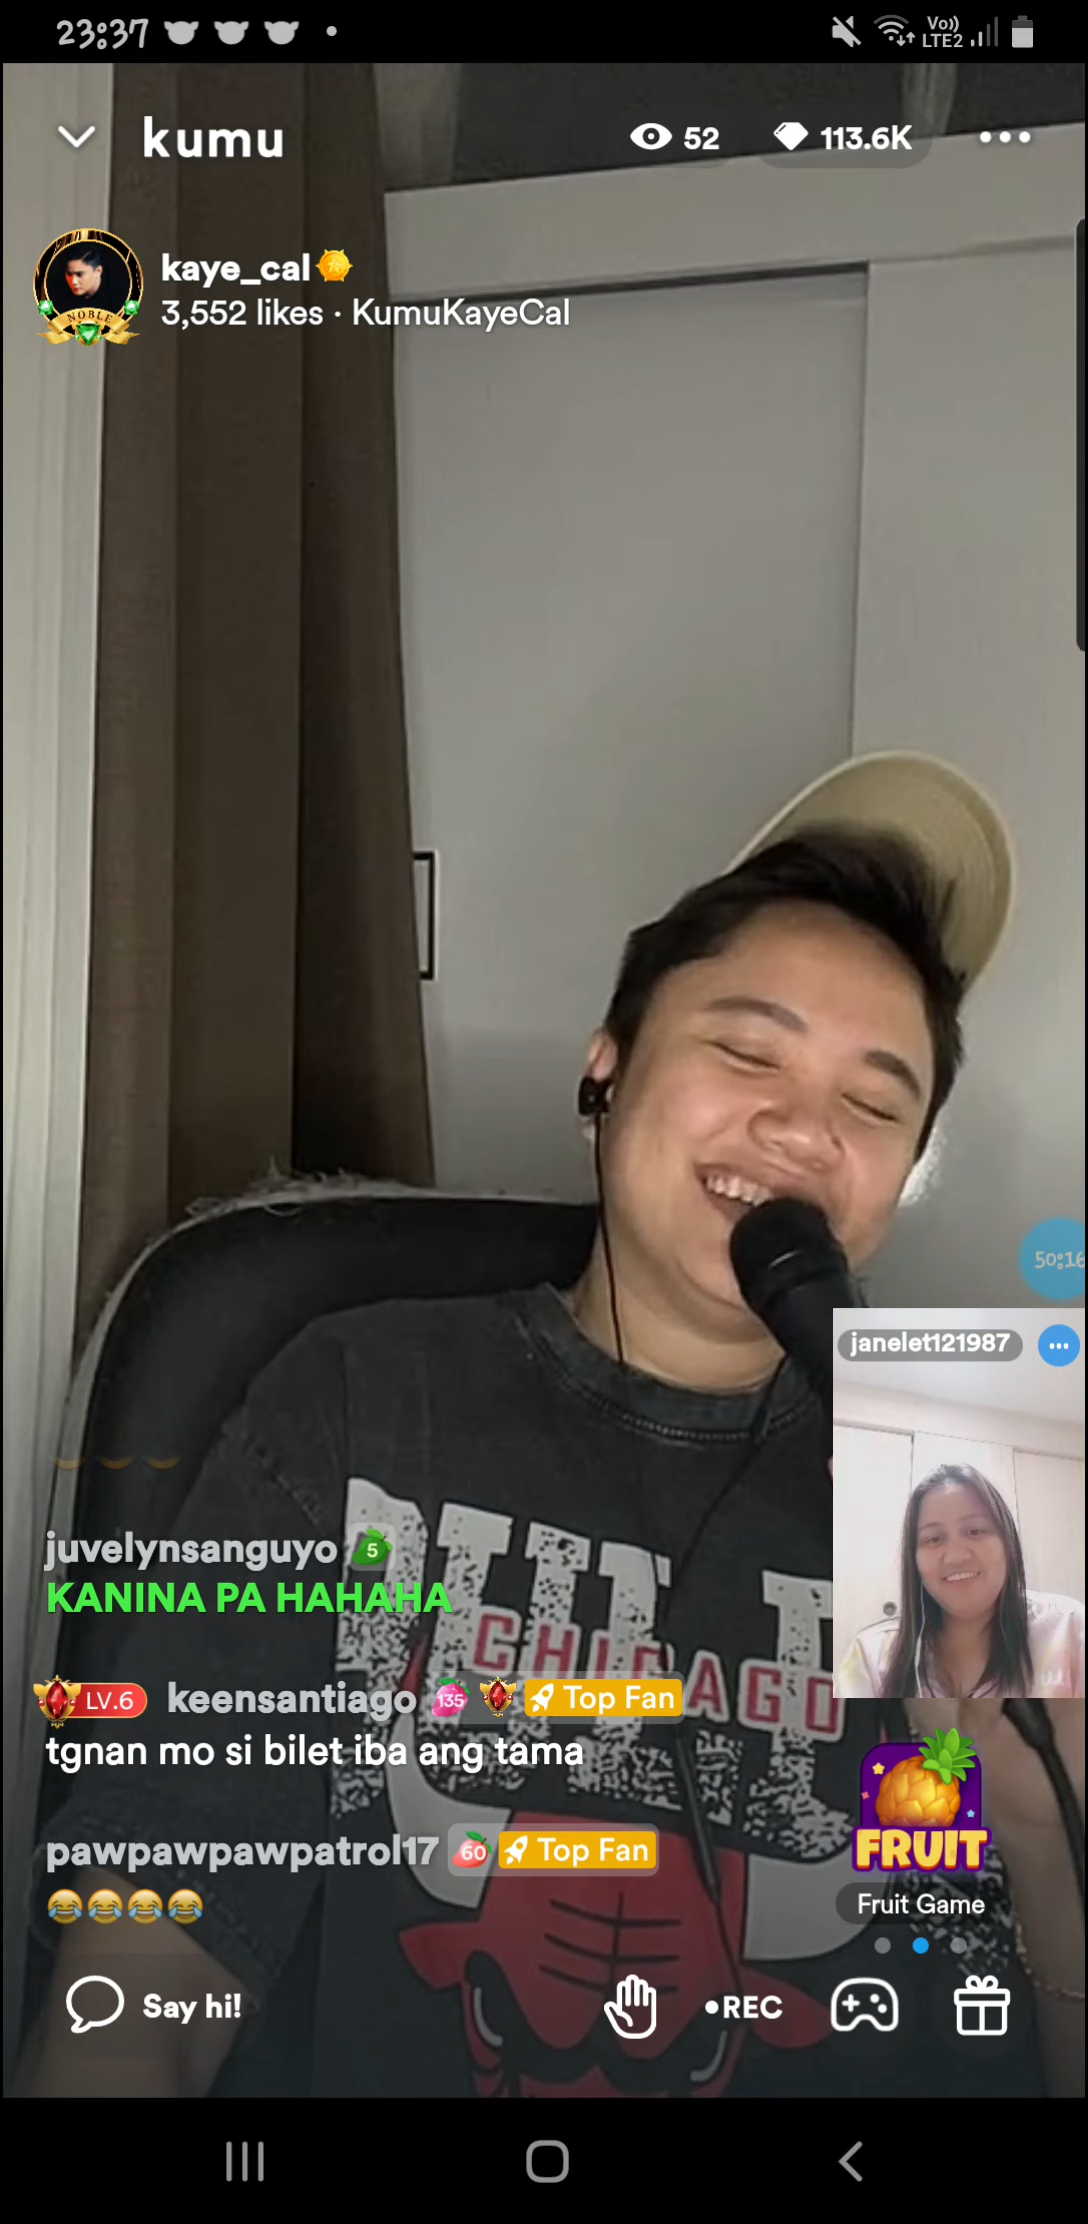 23:37
Vo))
LTE2
kumu
52
113.6K
kaye_cal
3,552 likes · KumuKayeCal
NOBLE
50:16
janelet121987
juvelynsanguyo 5
KANINA PA HAHAHA
LV.6 keensantiago 135 Top Fan
tgnan mo si bilet iba ang tama
pawpawpawpatrol17 60 Top Fan
BULLS
CHICAGO
FRUIT
Fruit Game
Say hi!
•REC